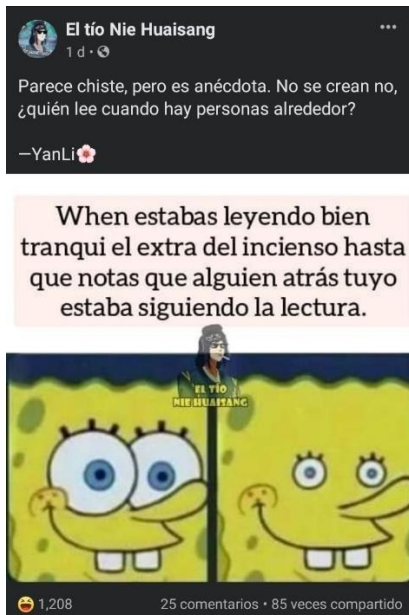 El tío Nie Huaisang
1 d
Parece chiste, pero es anécdota. No se crean no,
¿quién lee cuando hay personas alrededor?
—YanLi🌸
When estabas leyendo bien
tranqui el extra del incienso hasta
que notas que alguien atrás tuyo
estaba siguiendo la lectura.
EL TÍO
NIE HUAISANG
1,208
25 comentarios • 85 veces compartido